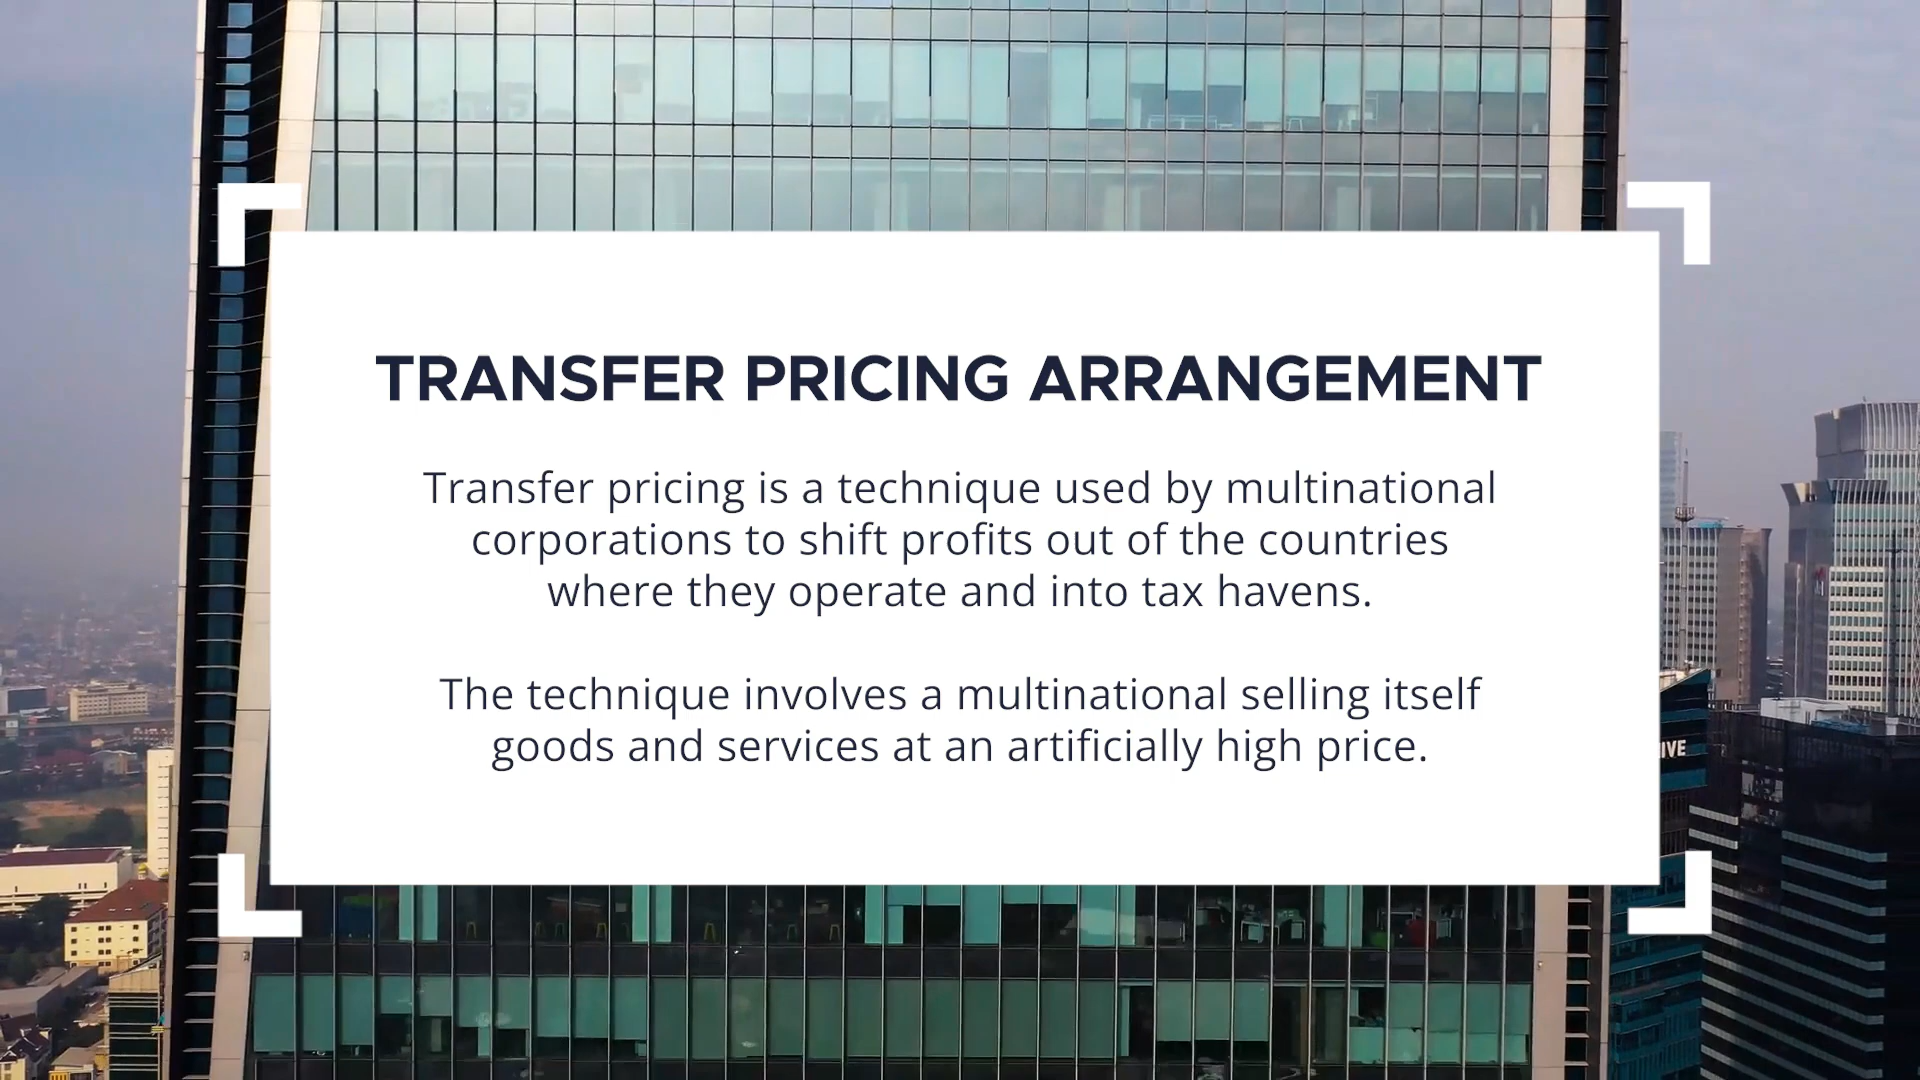 TRANSFER PRICING ARRANGEMENT
Transfer pricing is a technique used by multinational
corporations to shift profits out of the countries
where they operate and into tax havens.
The technique involves a multinational selling itself
goods and services at an artificially high price.
IVE